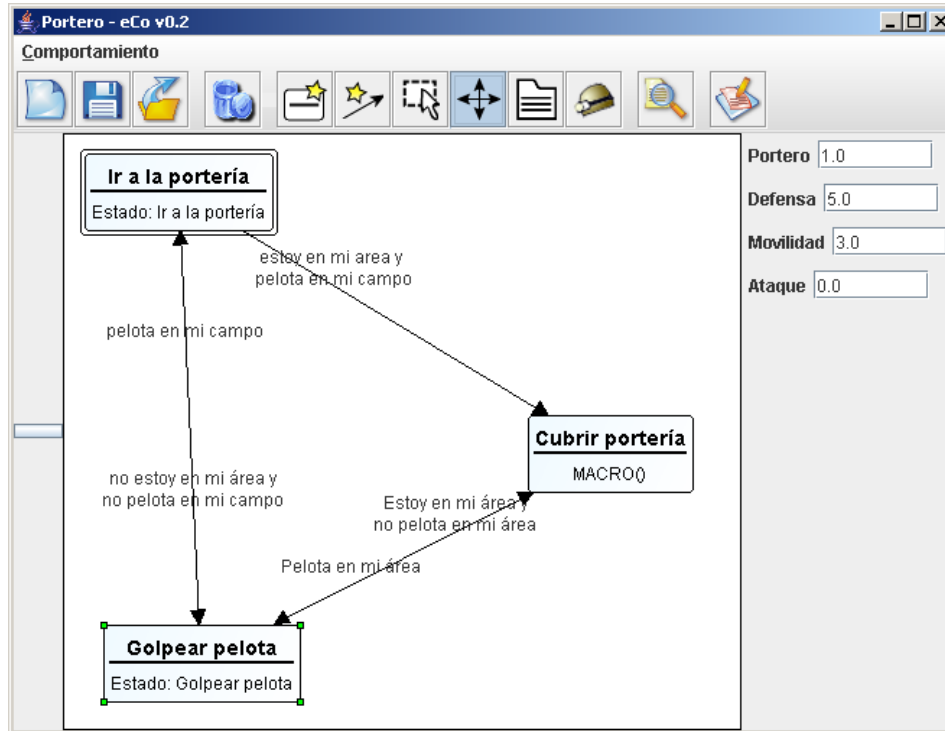 Portero - eCo v0.2
Comportamiento
Ir a la portería
Estado: Ir a la portería
estoy en mi area y
pelota en mi campo
pelota en mi campo
Cubrir portería
MACRO()
no estoy en mi área y
no pelota en mi campo
Estoy en mi área y
no pelota en mi área
Pelota en mi área
Golpear pelota
Estado: Golpear pelota
Portero 1.0
Defensa 5.0
Movilidad 3.0
Ataque 0.0